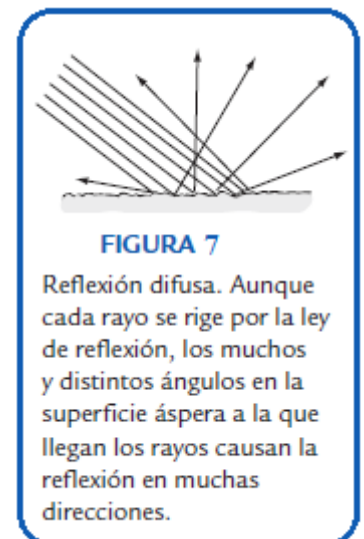 FIGURA 7
Reflexión difusa. Aunque
cada rayo se rige por la ley
de reflexión, los muchos
y distintos ángulos en la
superficie áspera a la que
llegan los rayos causan la
reflexión en muchas
direcciones.